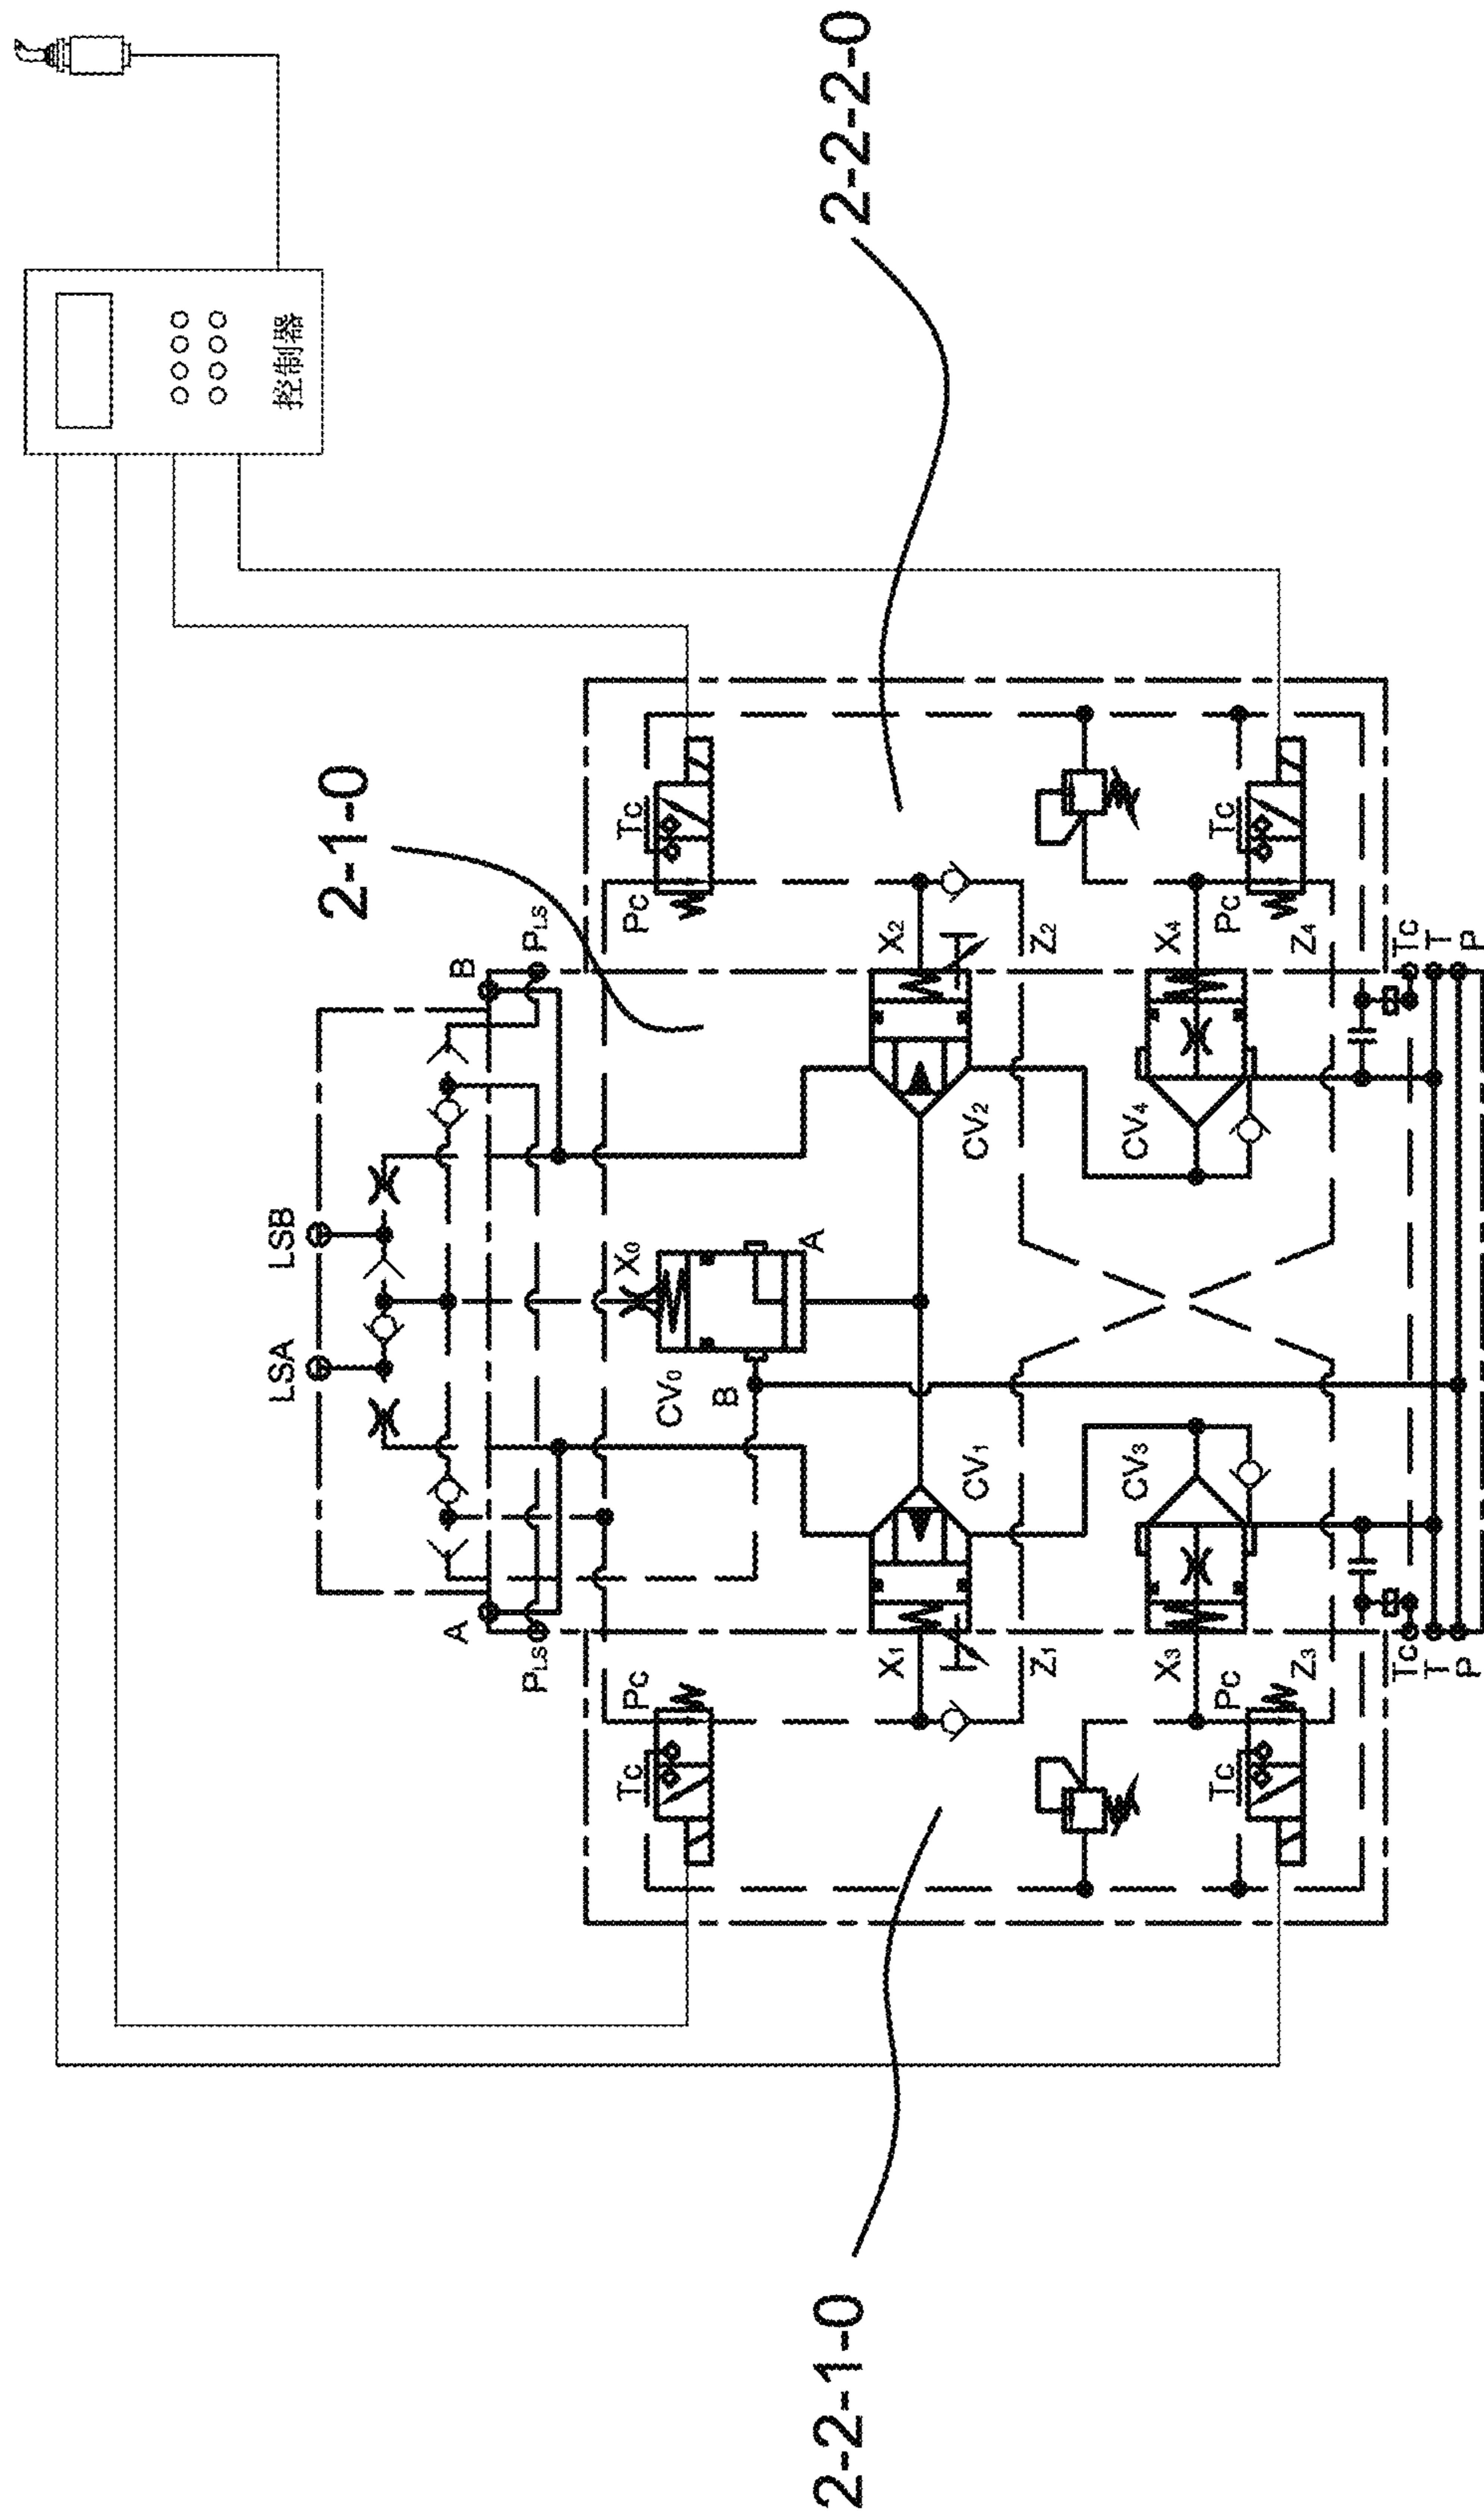 控制器
2-1-0
2-2-1-0
2-2-2-0
LSA
LSB
A
B
PLS
PLS
X0
CV0
A
B
Tc
PC
PC
Tc
X1
CV1
CV2
X2
Z1
Z2
X3
CV3
CV4
X4
Tc
PC
PC
Tc
Z3
Z4
Tc
Tc
T
T
P
P